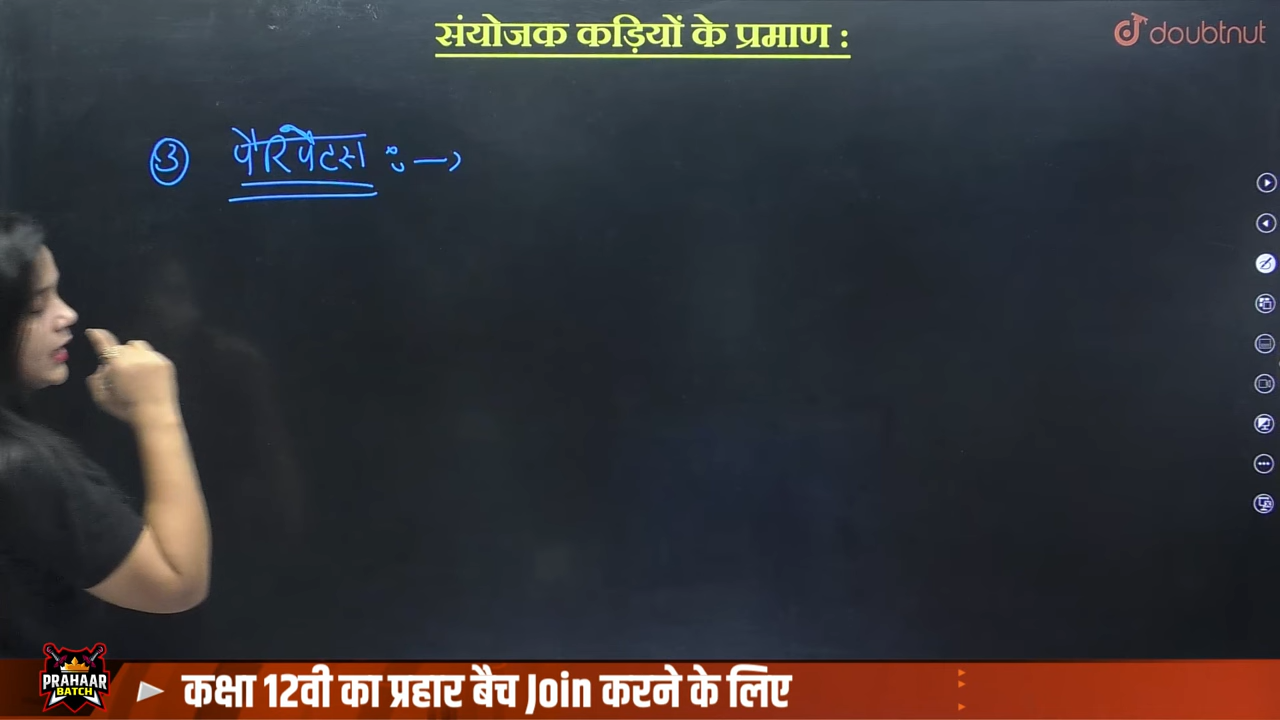 संयोजक कड़ियों के प्रमाण :
doubtnut
③ पैरिपैटस :- →
PRAHAAR
BATCH
कक्षा 12वी का प्रहार बैच Join करने के लिए